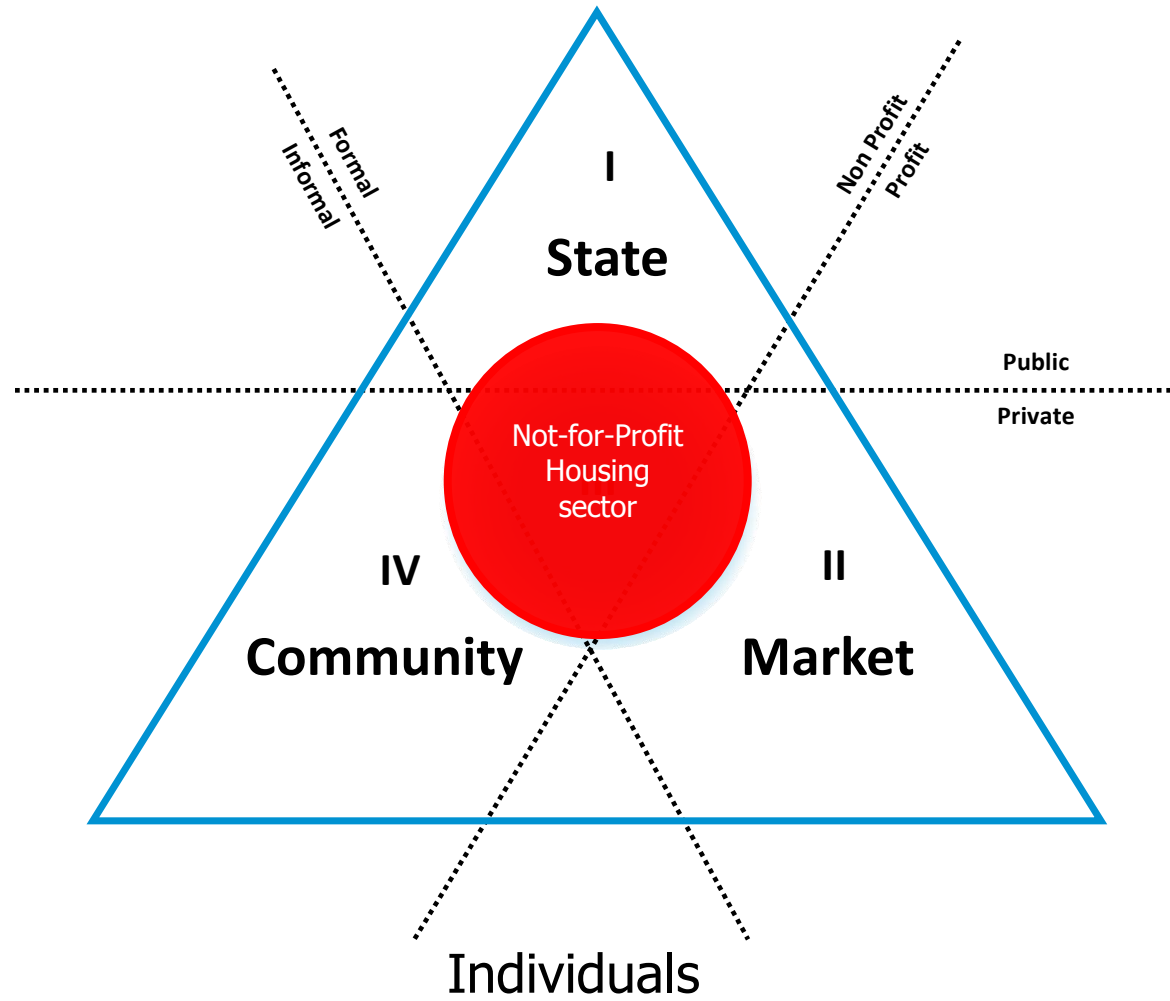 Formal
Informal
Non Profit
Profit
I
State
Public
Private
Not-for-Profit
Housing
sector
IV
II
Community
Market
Individuals